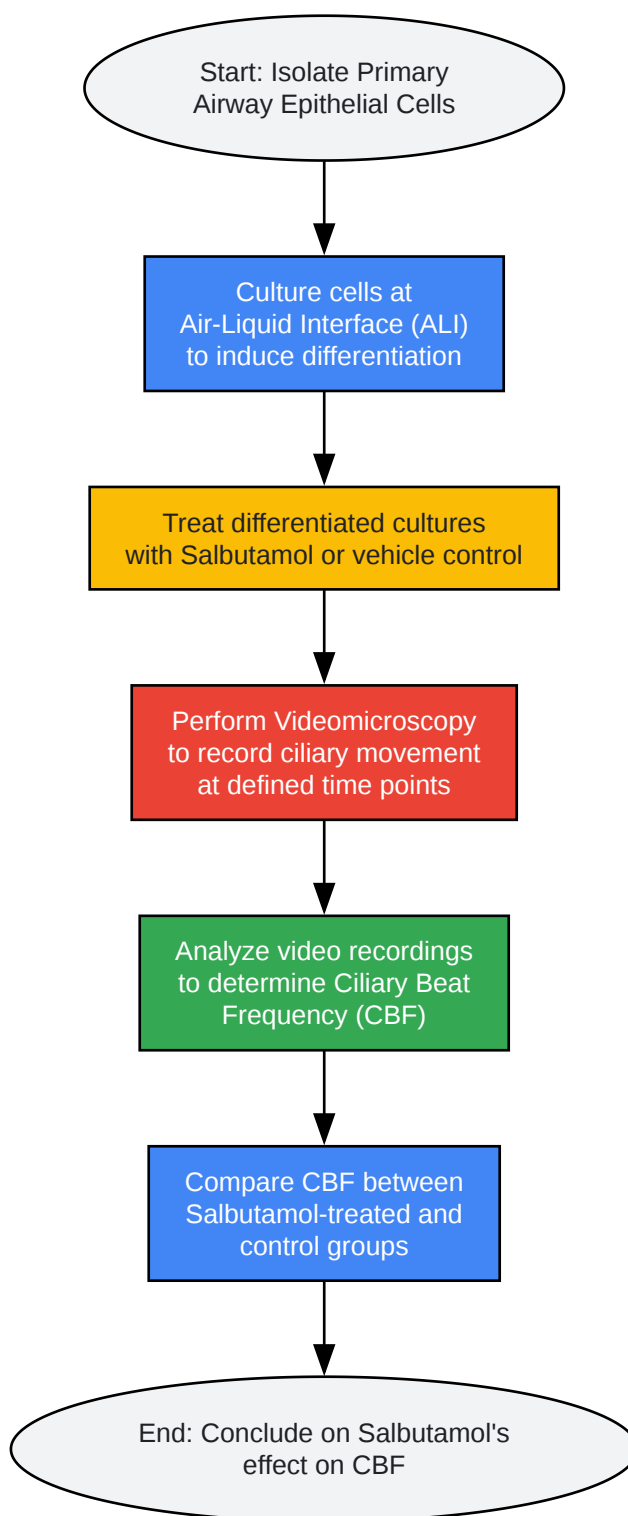 Start: Isolate Primary
Airway Epithelial Cells
Culture cells at
Air-Liquid Interface (ALI)
to induce differentiation
Treat differentiated cultures
with Salbutamol or vehicle control
Perform Videomicroscopy
to record ciliary movement
at defined time points
Analyze video recordings
to determine Ciliary Beat
Frequency (CBF)
Compare CBF between
Salbutamol-treated and
control groups
End: Conclude on Salbutamol's
effect on CBF